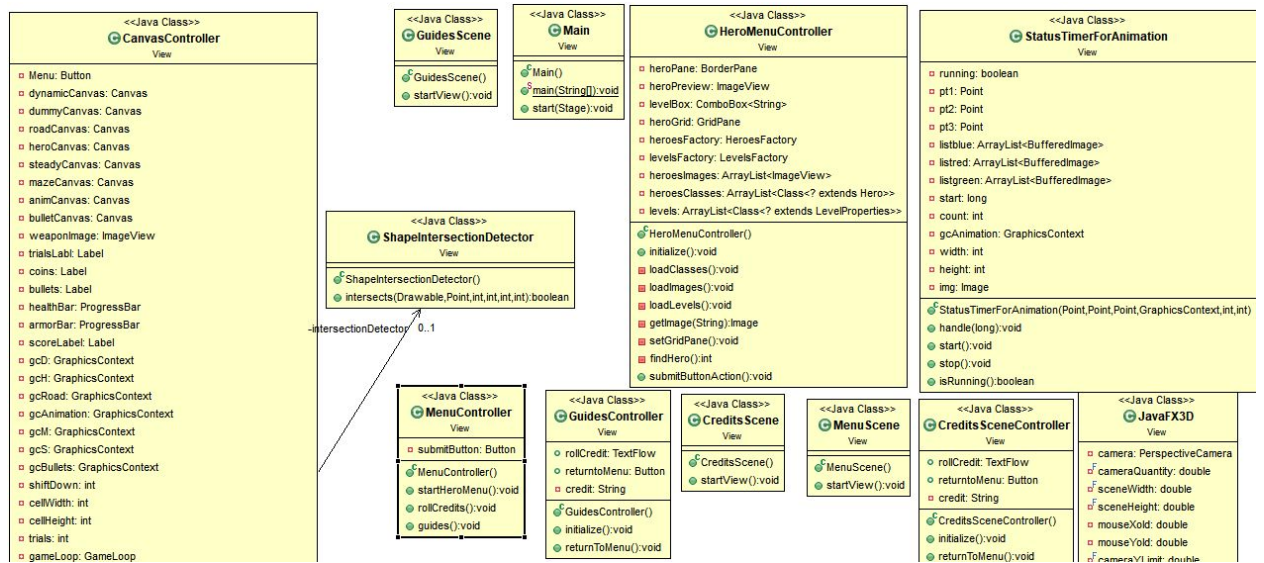 <<Java Class>>
CanvasController
View
Menu: Button
dynamicCanvas: Canvas
dummyCanvas: Canvas
roadCanvas: Canvas
heroCanvas: Canvas
steadyCanvas: Canvas
mazeCanvas: Canvas
animCanvas: Canvas
bulletCanvas: Canvas
weaponImage: ImageView
trialsLabl: Label
coins: Label
bullets: Label
healthBar: ProgressBar
armorBar: ProgressBar
scoreLabel: Label
gcD: GraphicsContext
gcH: GraphicsContext
gcRoad: GraphicsContext
gcAnimation: GraphicsContext
gcM: GraphicsContext
gcS: GraphicsContext
gcBullets: GraphicsContext
shiftDown: int
cellWidth: int
cellHeight: int
trials: int
gameLoop: GameLoop
<<Java Class>>
GuidesScene
View
GuidesScene()
startView():void
<<Java Class>>
Main
View
Main()
main(String[]):void
start(Stage):void
<<Java Class>>
HeroMenuController
View
heroPane: BorderPane
heroPreview: ImageView
levelBox: ComboBox<String>
heroGrid: GridPane
heroesFactory: HeroesFactory
levelsFactory: LevelsFactory
heroesImages: ArrayList<ImageView>
heroesClasses: ArrayList<Class<? extends Hero>>
levels: ArrayList<Class<? extends LevelProperties>>
HeroMenuController()
initialize():void
loadClasses():void
loadImages():void
loadLevels():void
getImage(String):Image
setGridPane():void
findHero():int
submitButtonAction():void
<<Java Class>>
StatusTimerForAnimation
View
running: boolean
pt1: Point
pt2: Point
pt3: Point
listblue: ArrayList<BufferedImage>
listred: ArrayList<BufferedImage>
listgreen: ArrayList<BufferedImage>
start: long
count: int
gcAnimation: GraphicsContext
width: int
height: int
img: Image
StatusTimerForAnimation(Point,Point,Point,GraphicsContext,int,int)
handle(long):void
start():void
stop():void
isRunning():boolean
<<Java Class>>
ShapeIntersectionDetector
View
ShapeIntersectionDetector()
intersects(Drawable,Point,int,int,int,int):boolean
-intersectionDetector 0..1
<<Java Class>>
MenuController
View
submitButton: Button
MenuController()
startHeroMenu():void
rollCredits():void
guides():void
<<Java Class>>
GuidesController
View
rollCredit: TextFlow
returntoMenu: Button
credit: String
GuidesController()
initialize():void
returnToMenu():void
<<Java Class>>
CreditsScene
View
CreditsScene()
startView():void
<<Java Class>>
MenuScene
View
MenuScene()
startView():void
<<Java Class>>
CreditsSceneController
View
rollCredit: TextFlow
returntoMenu: Button
credit: String
CreditsSceneController()
initialize():void
returnToMenu():void
<<Java Class>>
JavaFX3D
View
camera: PerspectiveCamera
cameraQuantity: double
sceneWidth: double
sceneHeight: double
mouseXold: double
mouseYold: double
cameraYLimit: double